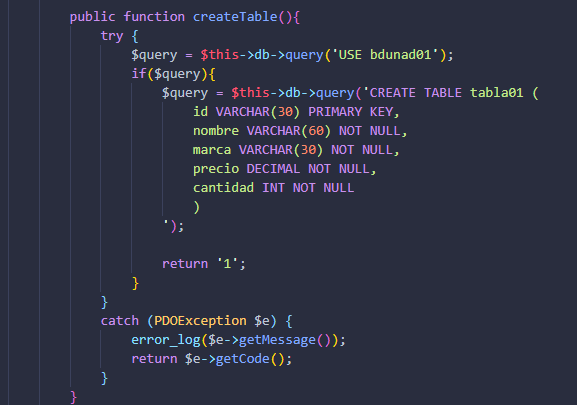 public function createTable(){
try {
$query = $this->db->query('USE bdunad01');
if($query){
$query = $this->db->query('CREATE TABLE tabla01 (
id VARCHAR(30) PRIMARY KEY,
nombre VARCHAR(60) NOT NULL,
marca VARCHAR(30) NOT NULL,
precio DECIMAL NOT NULL,
cantidad INT NOT NULL
)
');
return '1';
}
}
catch (PDOException $e) {
error_log($e->getMessage());
return $e->getCode();
}
}